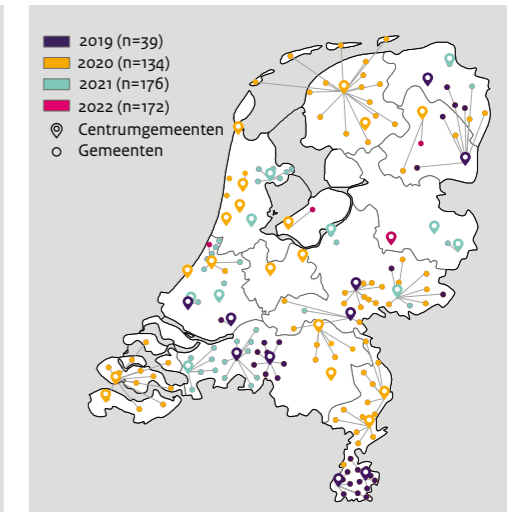 2019 (n=39)
2020 (n=134)
2021 (n=176)
2022 (n=172)
Centrumgemeenten
Gemeenten